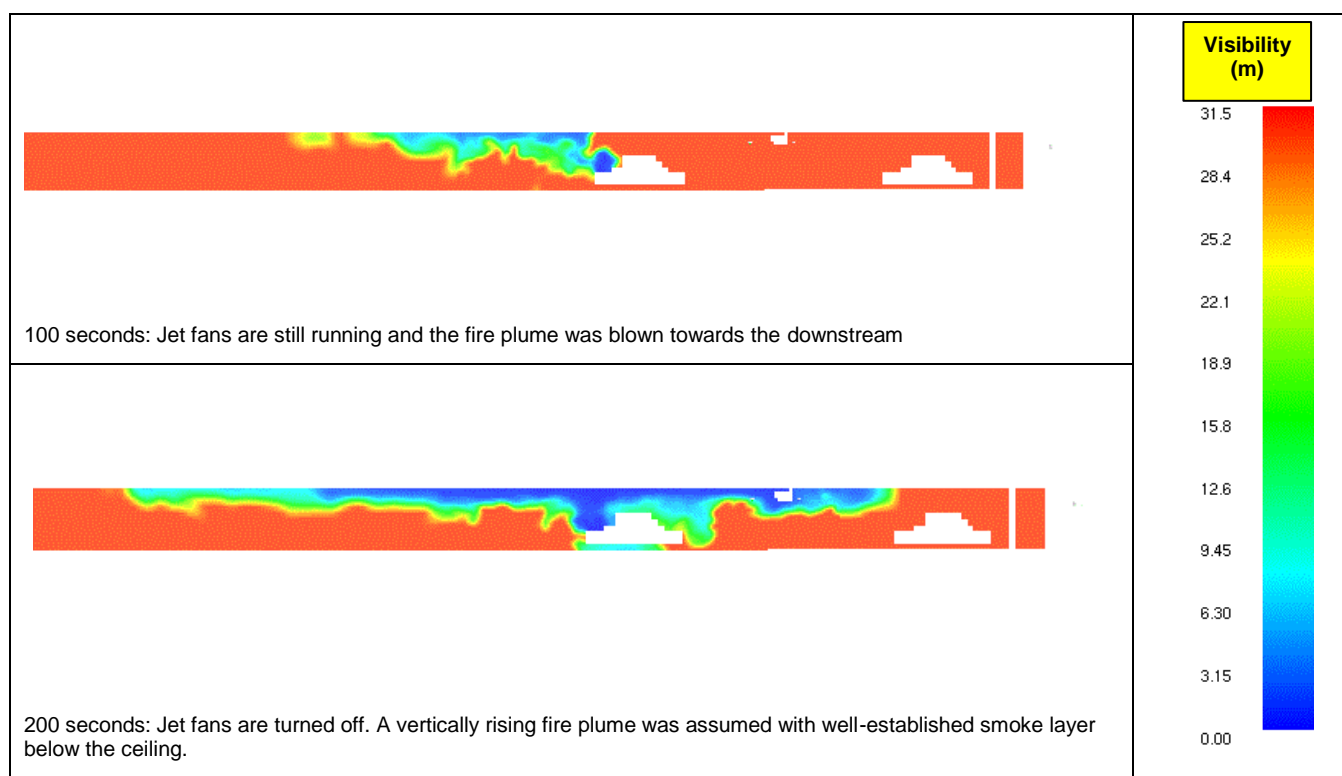 Visibility
(m)
31.5
28.4
25.2
22.1
18.9
15.8
12.6
9.45
6.30
3.15
0.00
100 seconds: Jet fans are still running and the fire plume was blown towards the downstream
200 seconds: Jet fans are turned off. A vertically rising fire plume was assumed with well-established smoke layer
below the ceiling.